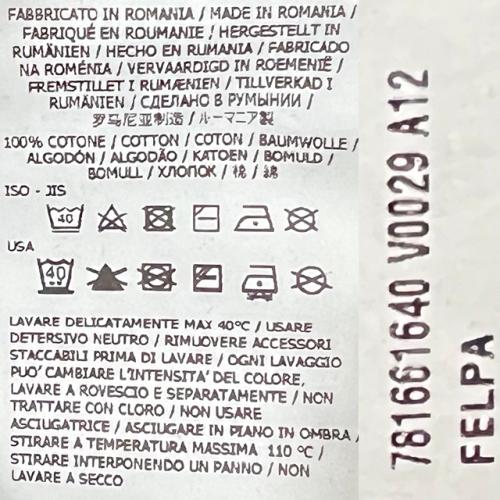 FABBRICATO IN ROMANIA / MADE IN ROMANIA /
FABRIQUÉ EN ROUMANIE / HERGESTELLT IN
RUMÄNIEN / HECHO EN RUMANIA / FABRICADO
NA ROMÉNIA / VERVAARDIGD IN ROEMENIË /
FREMSTILLET I RUMÆNIEN / TILLVERKAD I
RUMÄNIEN / СДЕЛАНО В РУМЫНИИ /
罗马尼亚制造 / ルーマニア製
100% COTONE / COTTON / COTON / BAUMWOLLE /
ALGODÓN / ALGODÃO / KATOEN / BOMULD /
BOMULL / ХЛОПОК / 棉 / 綿
ISO - JIS
40
USA
40
LAVARE DELICATAMENTE MAX 40°C / USARE
DETERSIVO NEUTRO / RIMUOVERE ACCESSORI
STACCABILI PRIMA DI LAVARE / OGNI LAVAGGIO
PUO' CAMBIARE L'INTENSITA' DEL COLORE,
LAVARE A ROVESCIO E SEPARATAMENTE / NON
TRATTARE CON CLORO / NON USARE
ASCIUGATRICE / ASCIUGARE IN PIANO IN OMBRA /
STIRARE A TEMPERATURA MASSIMA 110 °C /
STIRARE INTERPONENDO UN PANNO / NON
LAVARE A SECCO
781661640 V0029 A12
FELPA